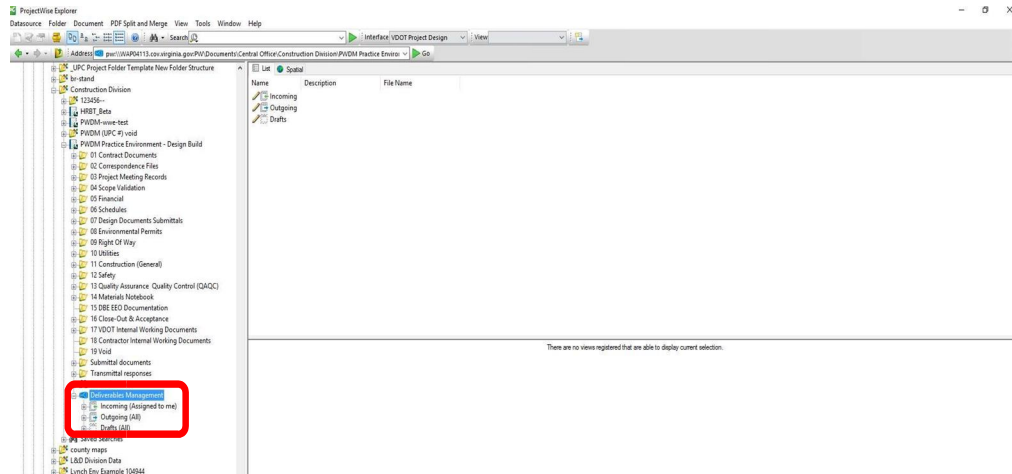 ProjectWise Explorer
Datasource Folder Document PDF Split and Merge View Tools Window Help
Search Interface VDOT Project Design View
Address pw:\\WAP04113.cov.virginia.gov:PW\Documents\Central Office\Construction Division\PWDM Practice Enviro Go
_UPC Project Folder Template New Folder Structure
br-stand
Construction Division
123456--
HRBT_Beta
PWDM-wwe-test
PWDM (UPC #) void
PWDM Practice Environment - Design Build
01 Contract Documents
02 Correspondence Files
03 Project Meeting Records
04 Scope Validation
05 Financial
06 Schedules
07 Design Documents Submittals
08 Environmental Permits
09 Right Of Way
10 Utilities
11 Construction (General)
12 Safety
13 Quality Assurance Quality Control (QAQC)
14 Materials Notebook
15 DBE EEO Documentation
16 Close-Out & Acceptance
17 VDOT Internal Working Documents
18 Contractor Internal Working Documents
19 Void
Submittal documents
Transmittal responses
Deliverables Management
Incoming (Assigned to me)
Outgoing (All)
Drafts (All)
Saved Searches
county maps
L&D Division Data
Lynch Env Example 104944
List Spatial
Name Description File Name
Incoming
Outgoing
Drafts
There are no views registered that are able to display current selection.